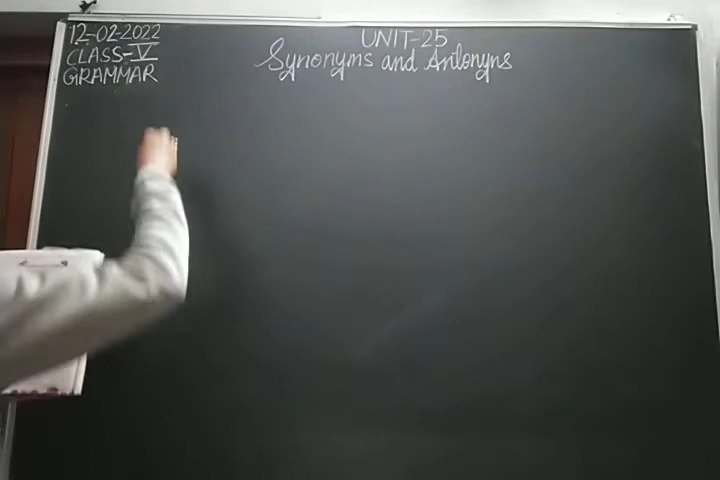 12-02-2022
CLASS-V
GRAMMAR
UNIT-25
Synonyms and Antonyms